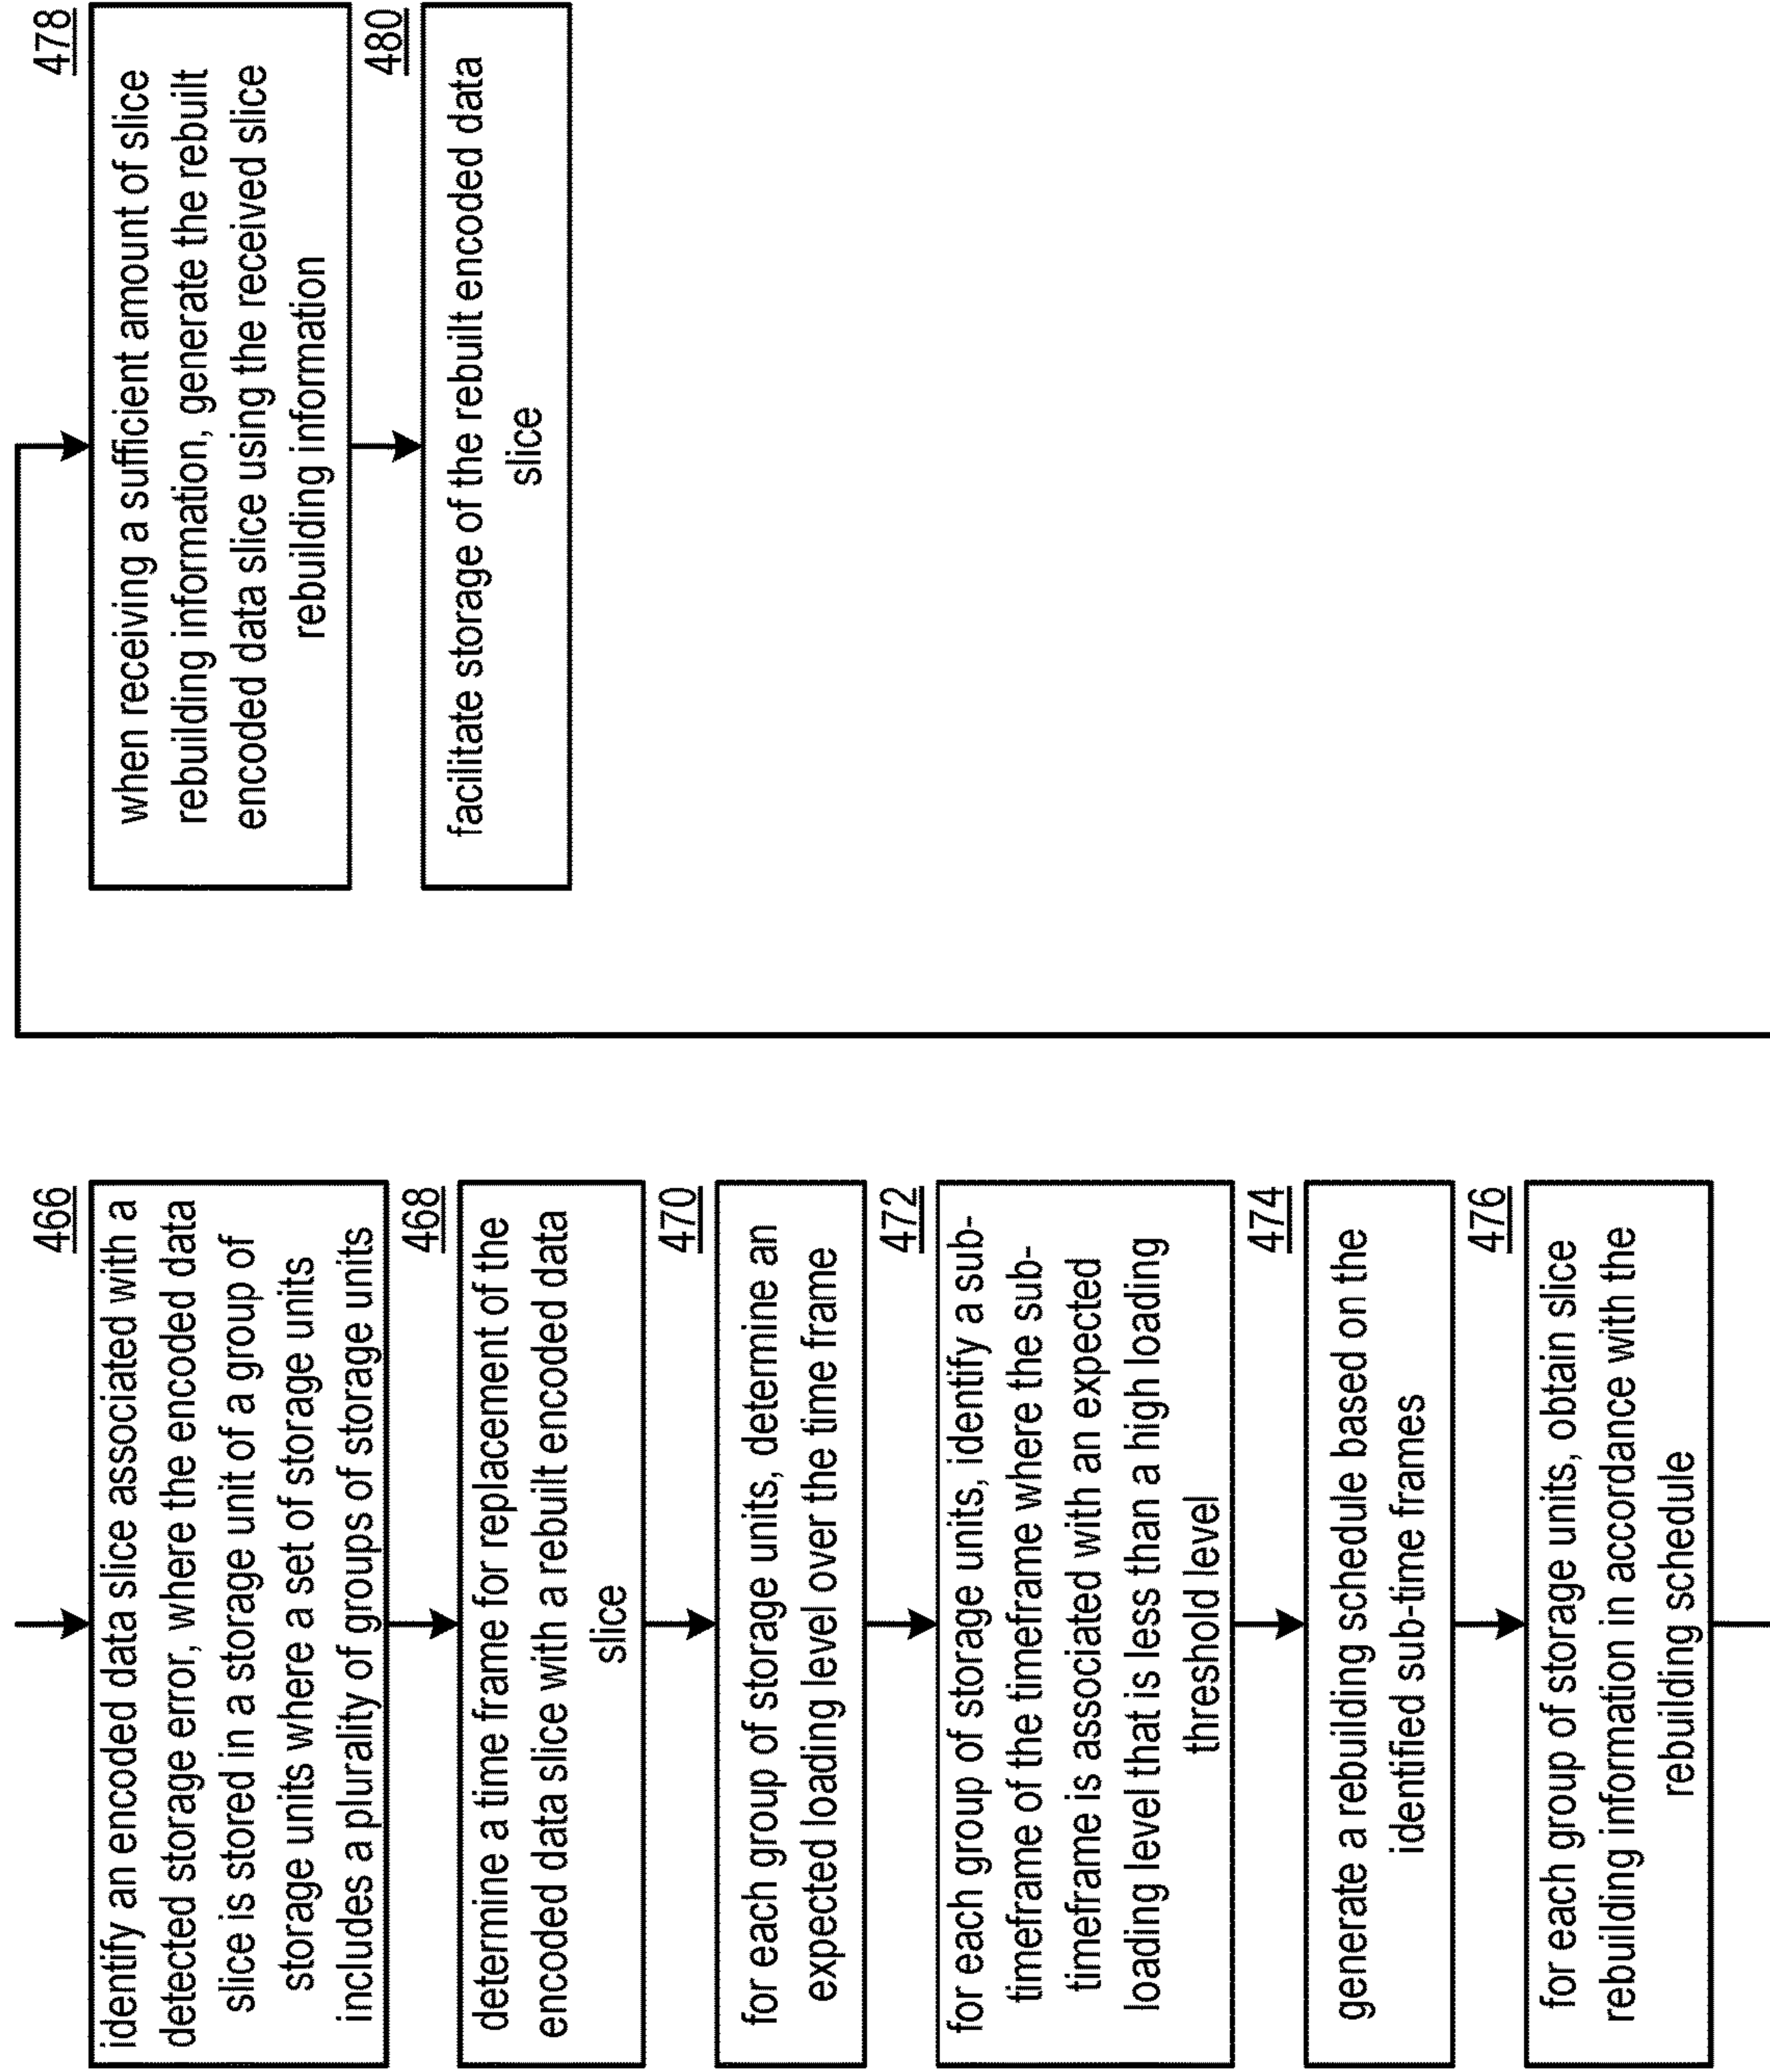 466
identify an encoded data slice associated with a
detected storage error, where the encoded data
slice is stored in a storage unit of a group of
storage units where a set of storage units
includes a plurality of groups of storage units
468
determine a time frame for replacement of the
encoded data slice with a rebuilt encoded data
slice
470
for each group of storage units, determine an
expected loading level over the time frame
472
for each group of storage units, identify a sub-
timeframe of the timeframe where the sub-
timeframe is associated with an expected
loading level that is less than a high loading
threshold level
474
generate a rebuilding schedule based on the
identified sub-time frames
476
for each group of storage units, obtain slice
rebuilding information in accordance with the
rebuilding schedule
478
when receiving a sufficient amount of slice
rebuilding information, generate the rebuilt
encoded data slice using the received slice
rebuilding information
480
facilitate storage of the rebuilt encoded data
slice